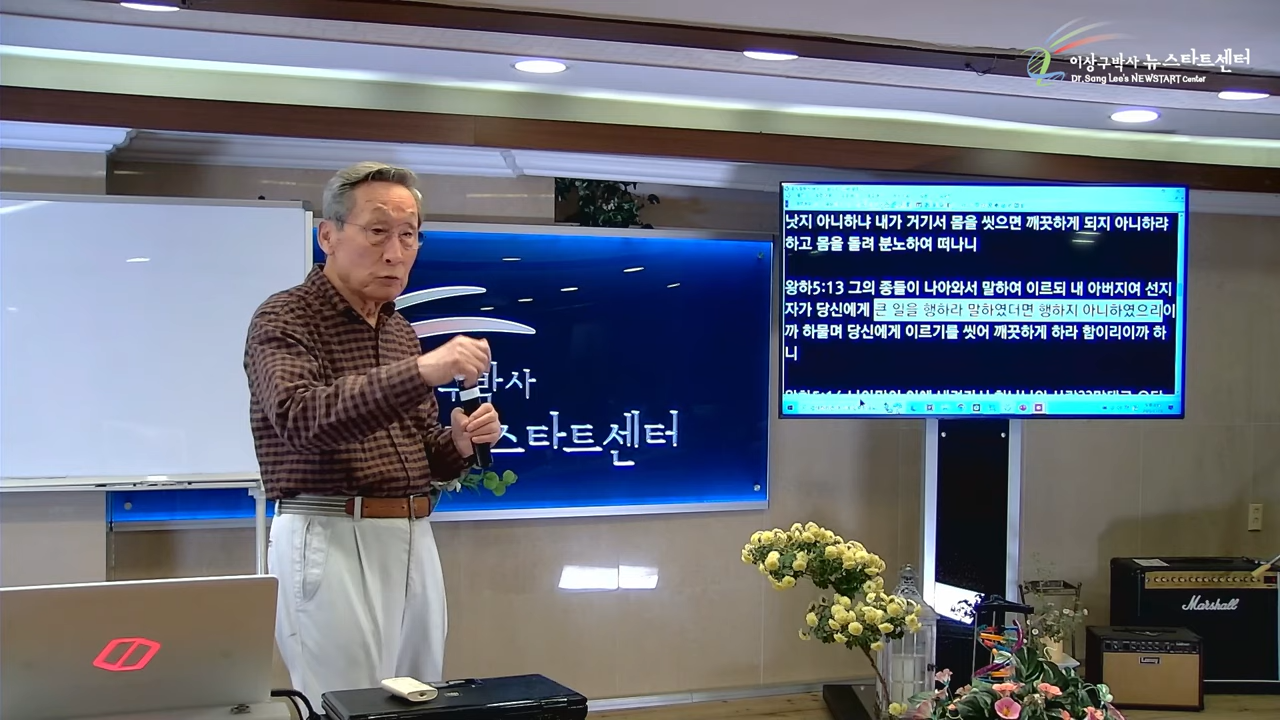 이상구박사 뉴스타트센터
Dr. Sang Lee's NEWSTART Center
낫지 아니하냐 내가 거기서 몸을 씻으면 깨끗하게 되지 아니하랴
하고 몸을 돌려 분노하여 떠나니
왕하5:13 그의 종들이 나아와서 말하여 이르되 내 아버지여 선지
자가 당신에게 큰 일을 행하라 말하였더면 행하지 아니하였으리이
까 하물며 당신에게 이르기를 씻어 깨끗하게 하라 함이리이까 하
니
박사
스타트센터
Marshall
Laney